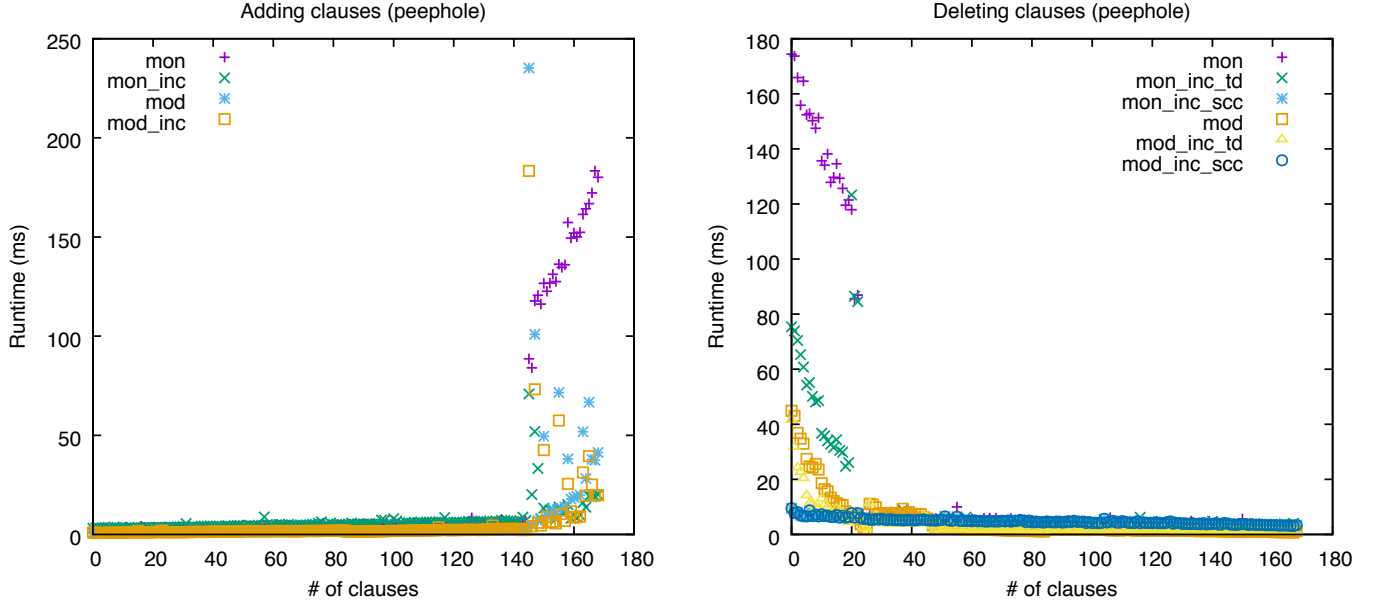 Adding clauses (peephole)
250
200
150
100
50
0
0 20 40 60 80 100 120 140 160 180
Runtime (ms)
# of clauses
mon
mon_inc
mod
mod_inc
Deleting clauses (peephole)
180
160
140
120
100
80
60
40
20
0
0 20 40 60 80 100 120 140 160 180
Runtime (ms)
# of clauses
mon
mon_inc_td
mon_inc_scc
mod
mod_inc_td
mod_inc_scc